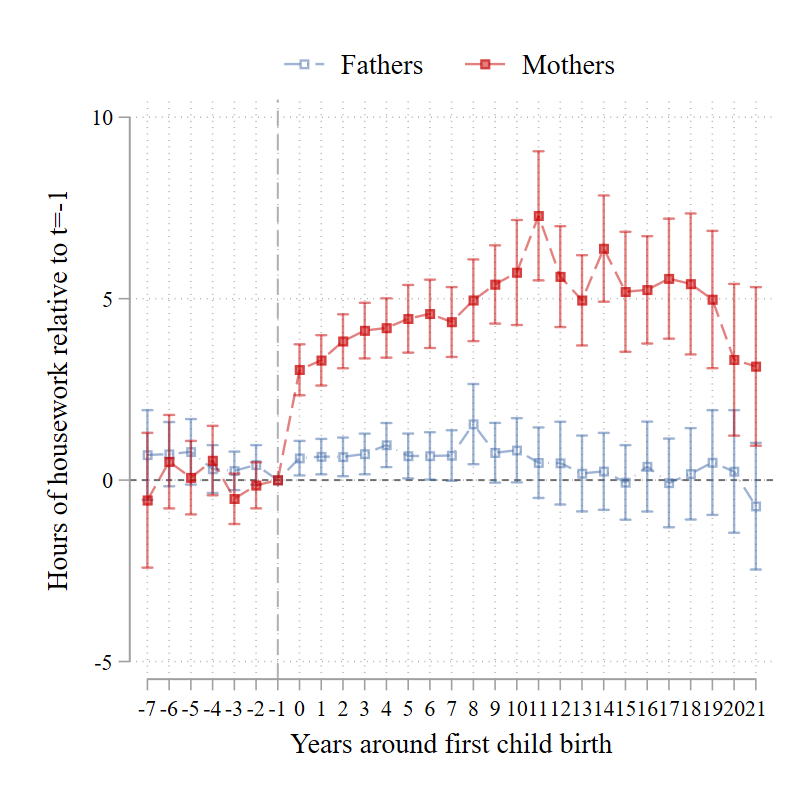 Fathers Mothers
Hours of housework relative to t=-1
10
5
0
-5
-7 -6 -5 -4 -3 -2 -1 0 1 2 3 4 5 6 7 8 9 10 11 12 13 14 15 16 17 18 19 20 21
Years around first child birth